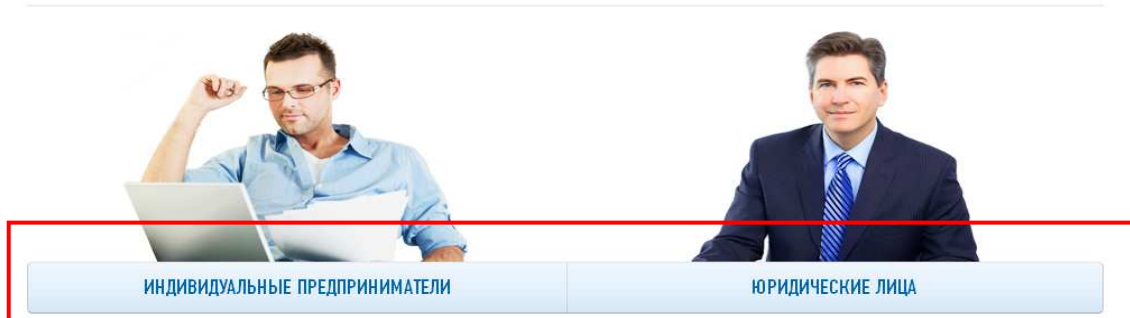 ИНДИВИДУАЛЬНЫЕ ПРЕДПРИНИМАТЕЛИ
ЮРИДИЧЕСКИЕ ЛИЦА